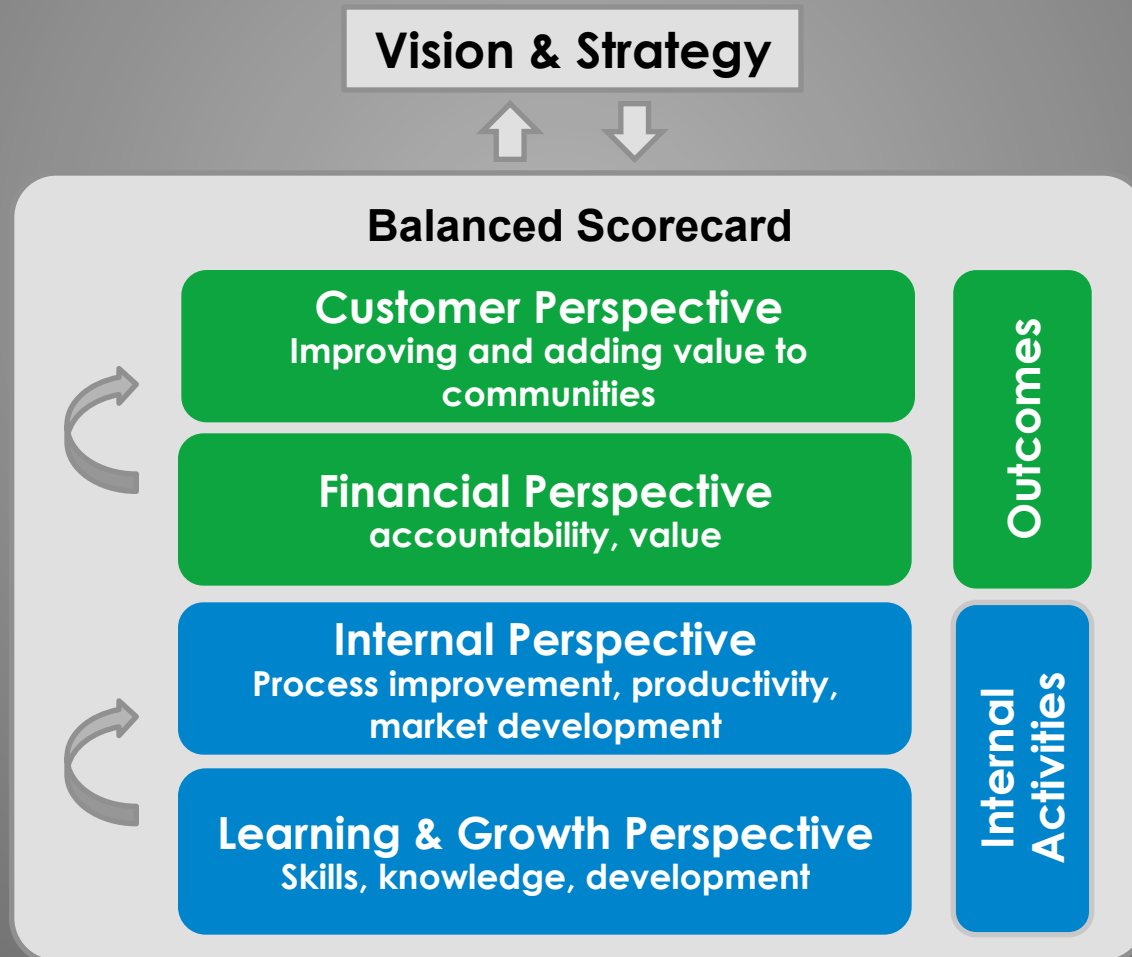 Vision & Strategy
Balanced Scorecard
Customer Perspective
Improving and adding value to
communities
Financial Perspective
accountability, value
Outcomes
Internal Perspective
Process improvement, productivity,
market development
Learning & Growth Perspective
Skills, knowledge, development
Internal
Activities